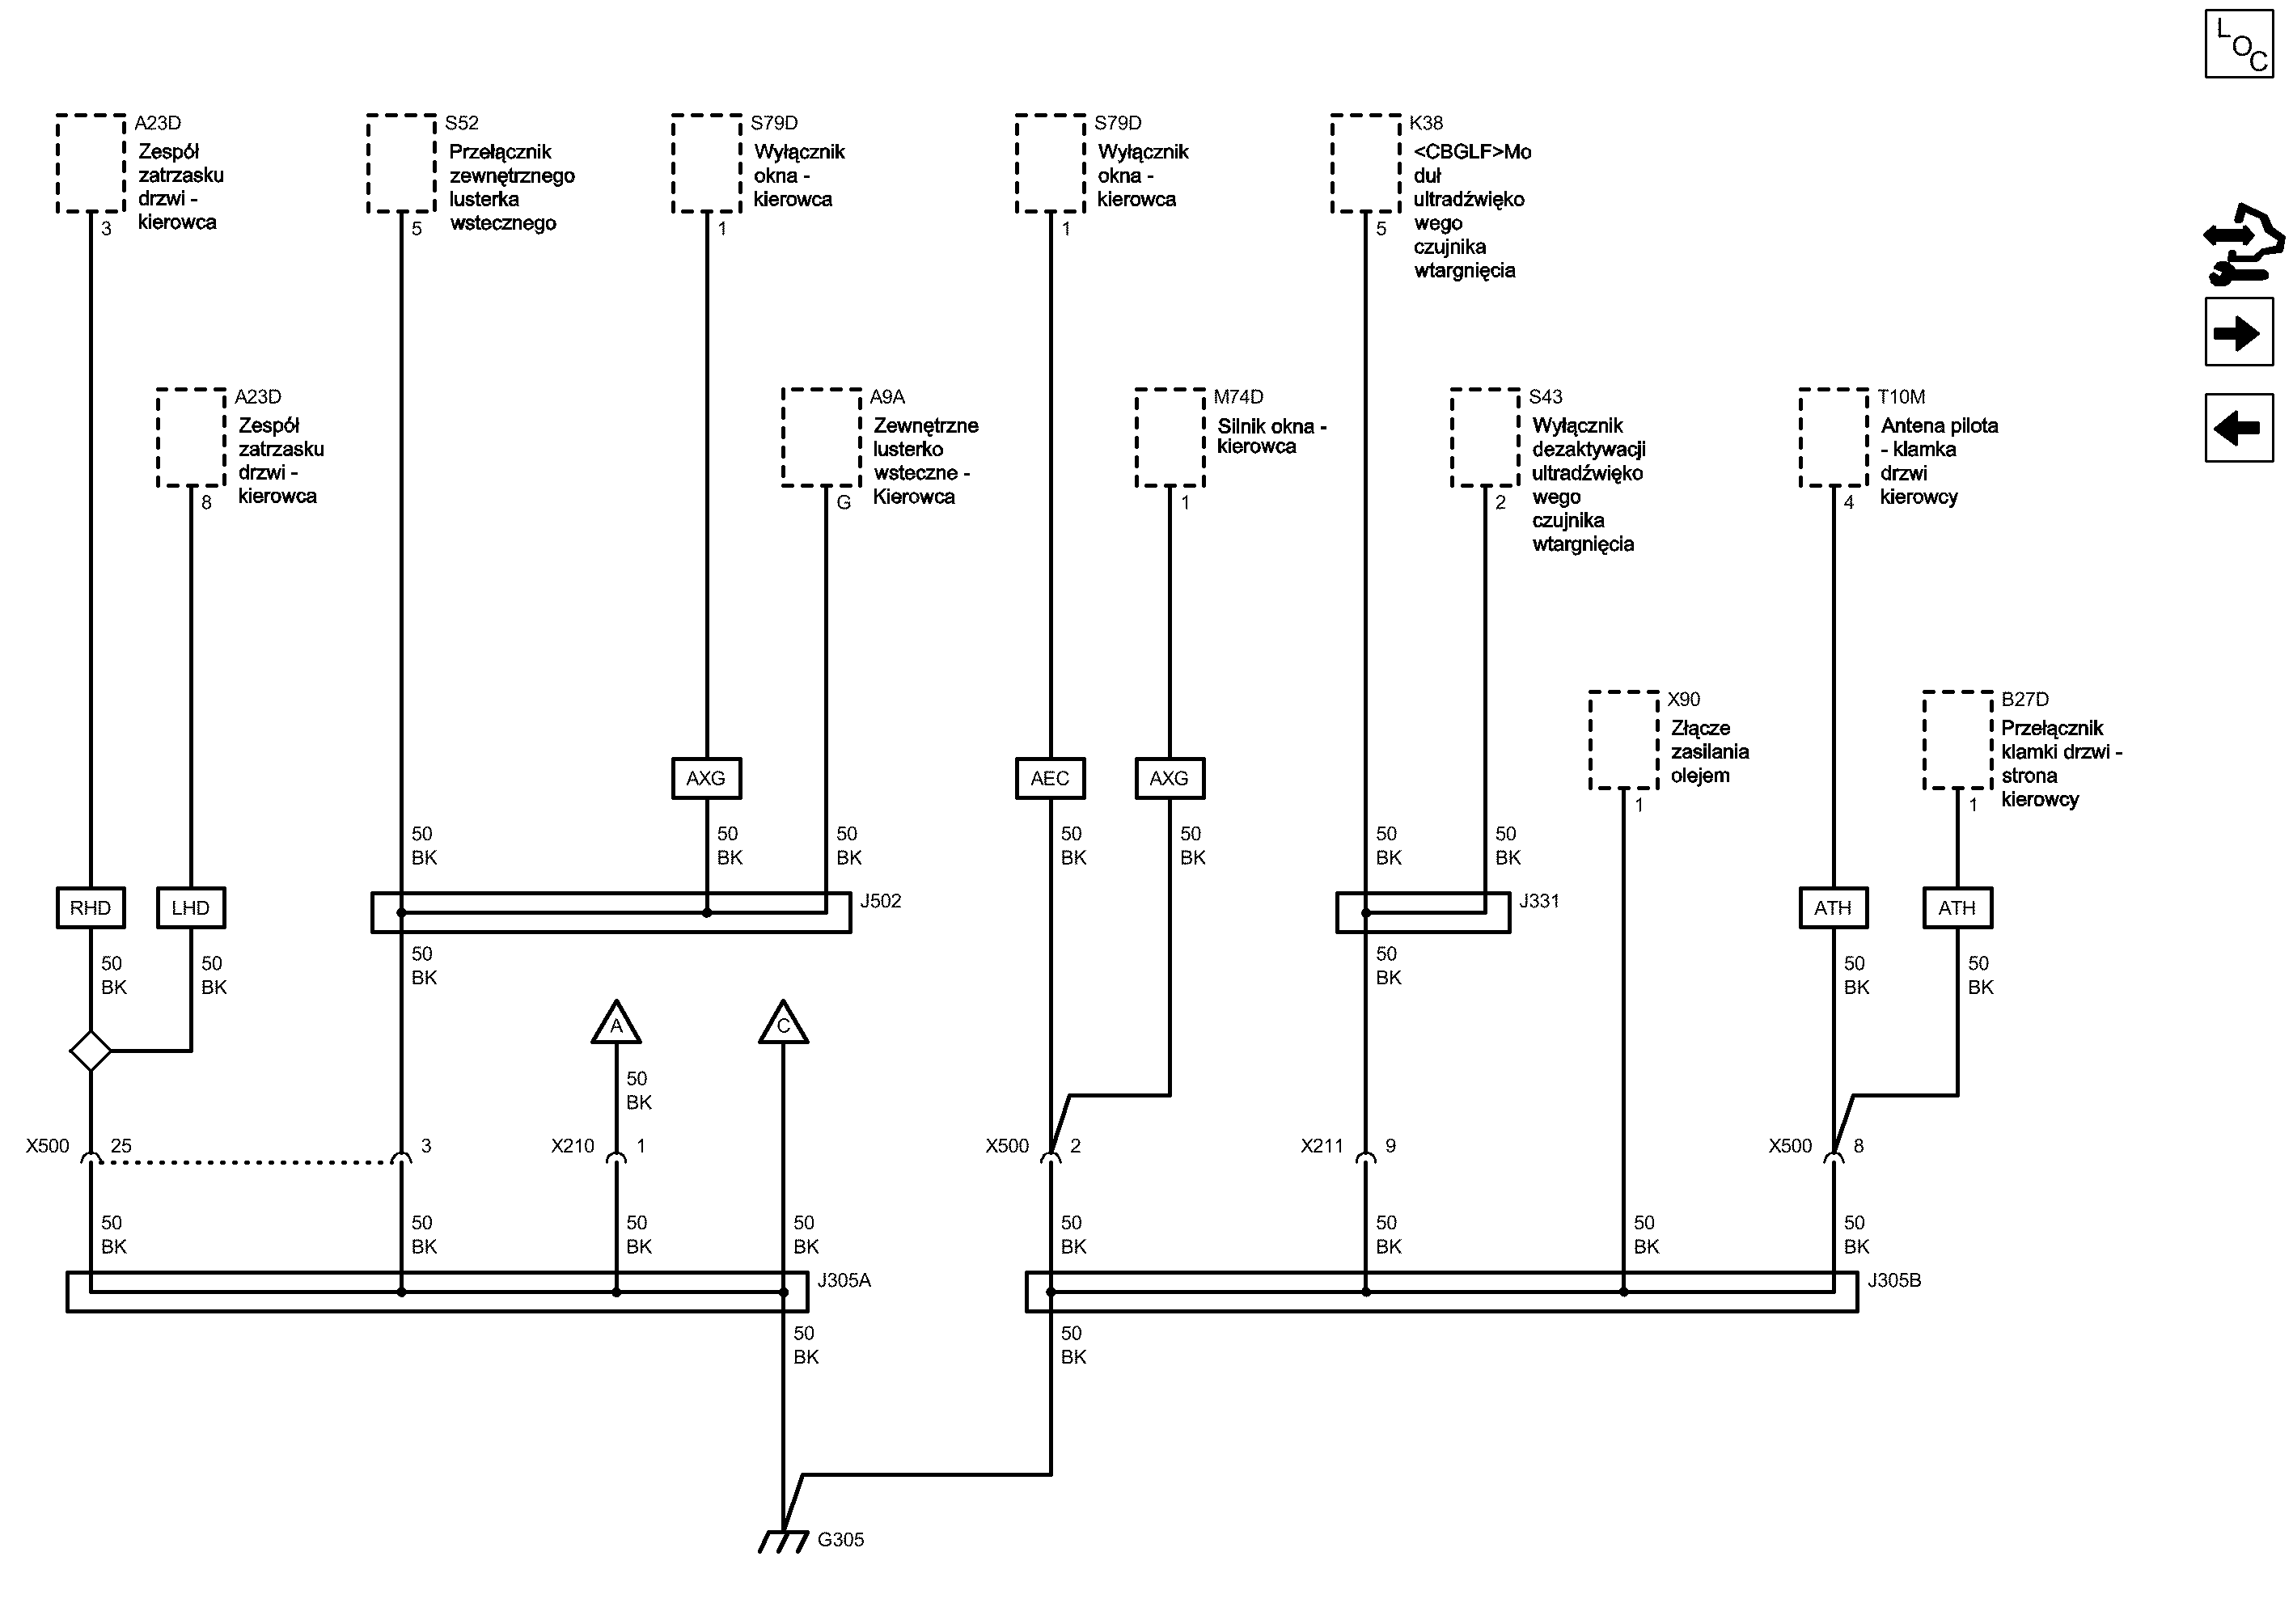 L
O
C
A23D
Zespół
zatrzasku
drzwi -
kierowca
3
S52
Przełącznik
zewnętrznego
lusterka
wstecznego
5
S79D
Wyłącznik
okna -
kierowca
1
S79D
Wyłącznik
okna -
kierowca
1
K38
<CBGLF>Mo
duł
ultradźwięko
wego
czujnika
wtargnięcia
5
A23D
Zespół
zatrzasku
drzwi -
kierowca
8
A9A
Zewnętrzne
lusterko
wsteczne -
Kierowca
G
M74D
Silnik okna -
kierowca
1
S43
Wyłącznik
dezaktywacji
ultradźwięko
wego
czujnika
wtargnięcia
2
T10M
Antena pilota
- klamka
drzwi
kierowcy
4
X90
Złącze
zasilania
olejem
1
B27D
Przełącznik
klamki drzwi -
strona
kierowcy
1
AXG
AEC
AXG
50
BK
50
BK
50
BK
50
BK
50
BK
50
BK
50
BK
RHD
LHD
J502
J331
ATH
ATH
50
BK
50
BK
50
BK
50
BK
50
BK
50
BK
A
C
50
BK
X500
25
3
X210
1
X500
2
X211
9
X500
8
50
BK
50
BK
50
BK
50
BK
50
BK
50
BK
50
BK
50
BK
J305A
J305B
50
BK
50
BK
G305